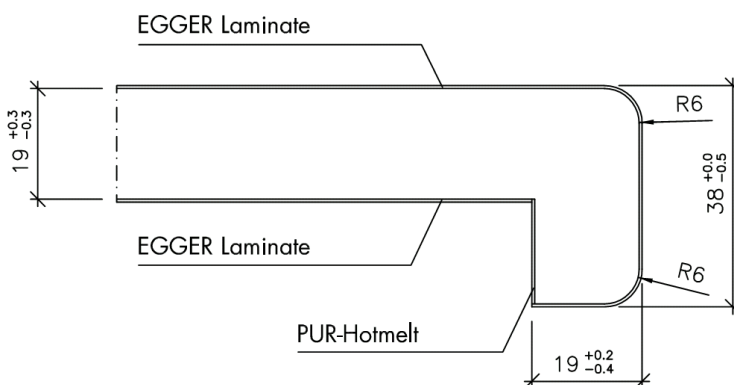 EGGER Laminate
R6
19 +0.3 -0.3
38 +0.0 -0.5
EGGER Laminate
R6
PUR-Hotmelt
19 +0.2 -0.4